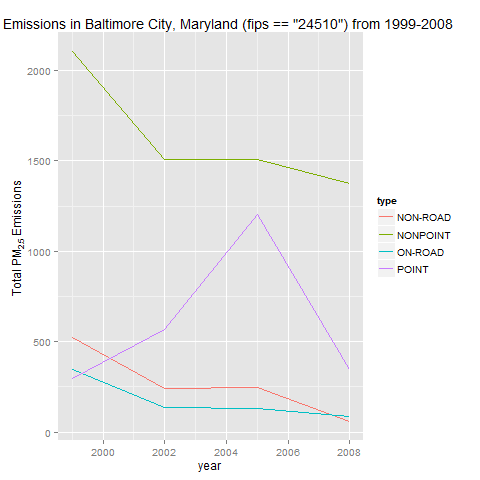 Emissions in Baltimore City, Maryland (fips == "24510") from 1999-2008
2000
1500
1000
500
0
Total PM2.5 Emissions
2000
2002
2004
2006
2008
year
type
NON-ROAD
NONPOINT
ON-ROAD
POINT